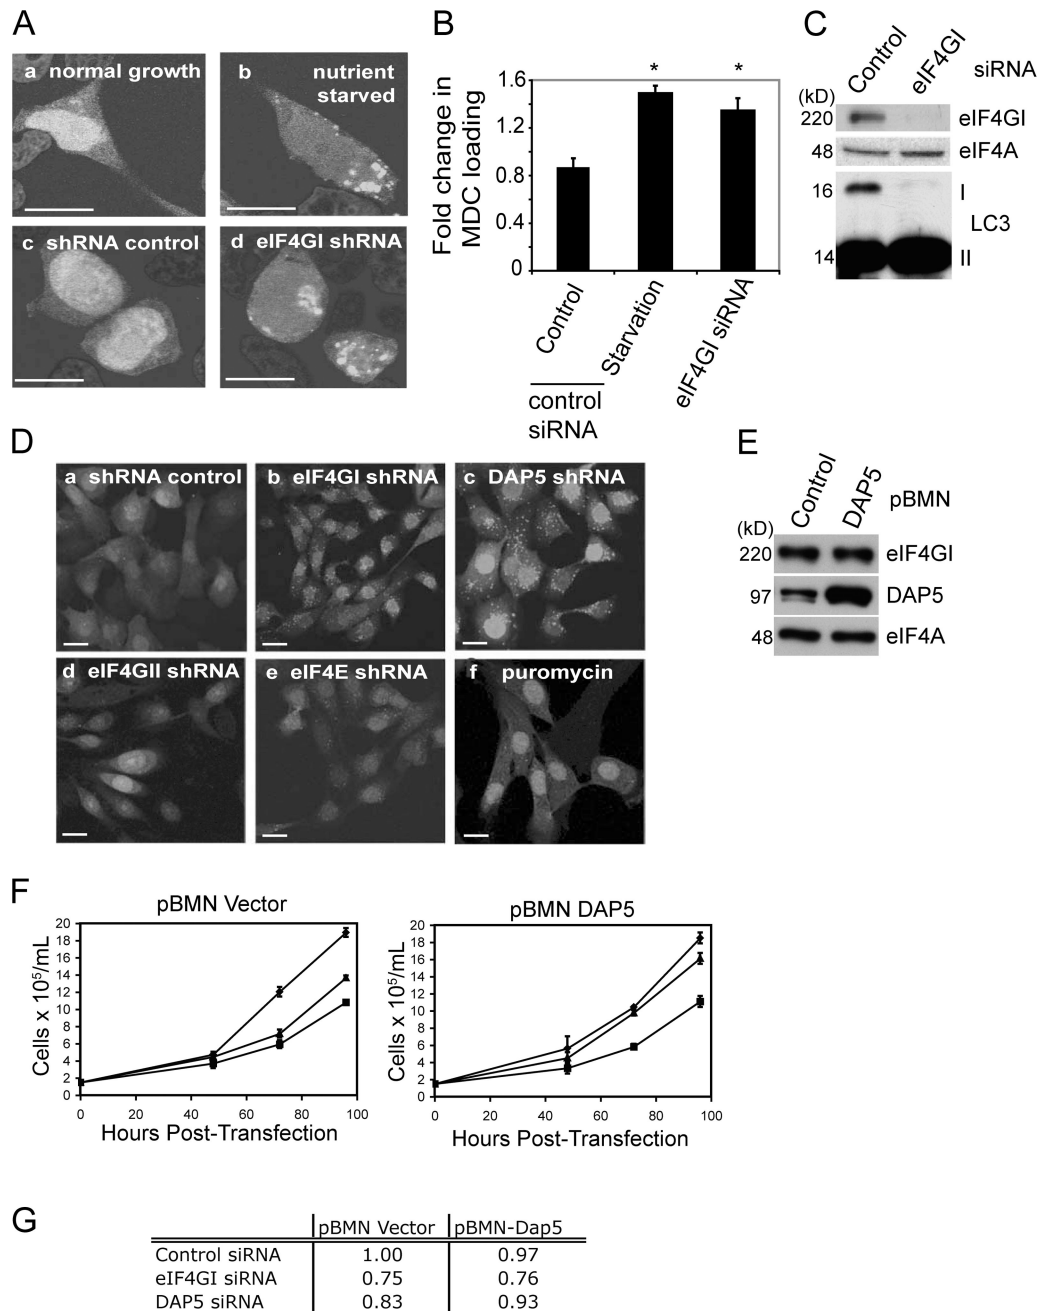 A
a normal growth
b nutrient
starved
c shRNA control
d eIF4GI shRNA
B
Fold change in
MDC loading
1.6
1.2
0.8
0.4
0
*
*
Control
Starvation
eIF4GI siRNA
control
siRNA
C
Control
eIF4GI
siRNA
(kD)
220
eIF4GI
48
eIF4A
16
I
LC3
14
II
D
a shRNA control
b eIF4GI shRNA
c DAP5 shRNA
d eIF4GII shRNA
e eIF4E shRNA
f puromycin
E
Control
DAP5
pBMN
(kD)
220
eIF4GI
97
DAP5
48
eIF4A
F
pBMN Vector
Cells x 10⁵/mL
20
18
16
14
12
10
8
6
4
2
0
0 20 40 60 80 100
Hours Post-Transfection
pBMN DAP5
Cells x 10⁵/mL
20
18
16
14
12
10
8
6
4
2
0
0 20 40 60 80 100
Hours Post-Transfection
G
pBMN Vector pBMN-Dap5
Control siRNA 1.00 0.97
eIF4GI siRNA 0.75 0.76
DAP5 siRNA 0.83 0.93